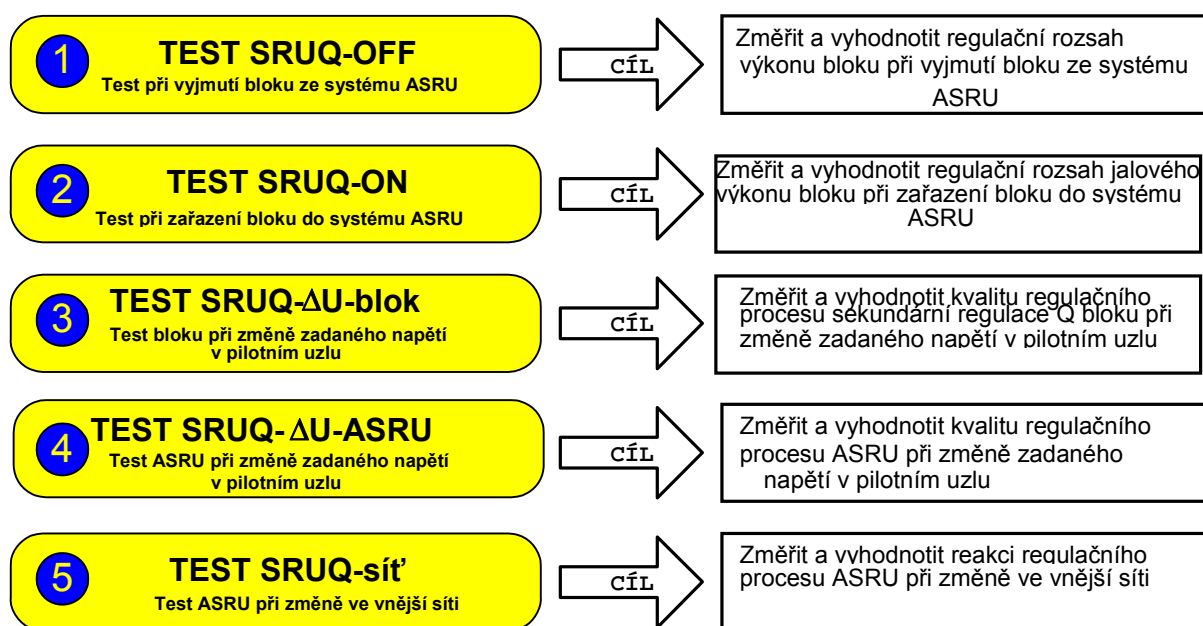 1
TEST SRUQ-OFF
Test při vyjmutí bloku ze systému ASRU
CÍL
Změřit a vyhodnotit regulační rozsah
výkonu bloku při vyjmutí bloku ze systému
ASRU
2
TEST SRUQ-ON
Test při zařazení bloku do systému ASRU
CÍL
Změřit a vyhodnotit regulační rozsah jalového
výkonu bloku při zařazení bloku do systému
ASRU
3
TEST SRUQ-ΔU-blok
Test bloku při změně zadaného napětí
v pilotním uzlu
CÍL
Změřit a vyhodnotit kvalitu regulačního
procesu sekundární regulace Q bloku při
změně zadaného napětí v pilotním uzlu
4
TEST SRUQ- ΔU-ASRU
Test ASRU při změně zadaného napětí
v pilotním uzlu
CÍL
Změřit a vyhodnotit kvalitu regulačního
procesu ASRU při změně zadaného
napětí v pilotním uzlu
5
TEST SRUQ-síť
Test ASRU při změně ve vnější síti
CÍL
Změřit a vyhodnotit reakci regulačního
procesu ASRU při změně ve vnější síti